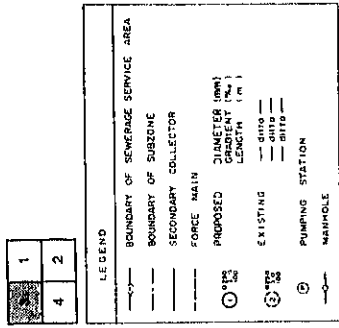 1
2
4
LEGEND
BOUNDARY OF SEWERAGE SERVICE AREA
BOUNDARY OF SUBZONE
SECONDARY COLLECTOR
FORCE MAIN
PROPOSED DIAMETER (mm)
GRADIENT (‰)
LENGTH (m)
EXISTING — ditto —
— ditto —
— ditto —
P PUMPING STATION
MANHOLE